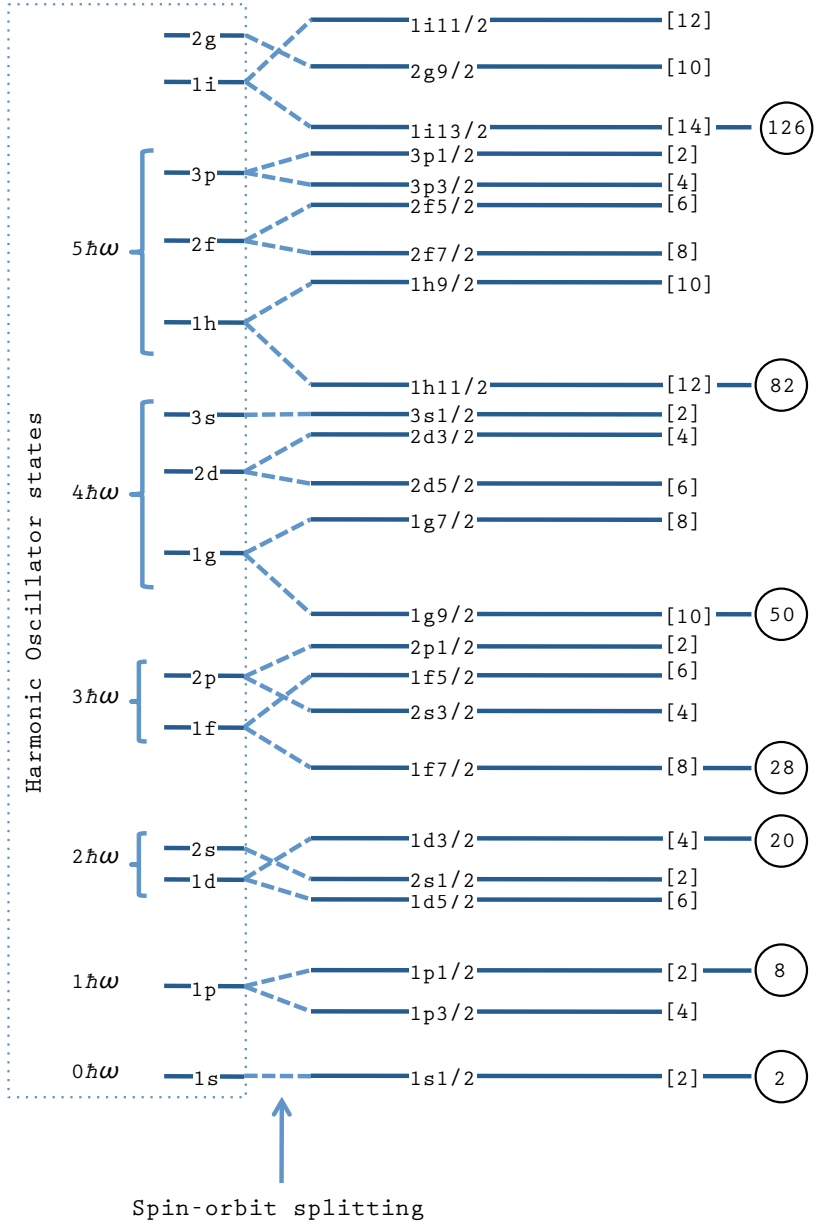 1i11/2 [12]
2g
2g9/2 [10]
1i
1i13/2 [14] 126
3p1/2 [2]
3p
3p3/2 [4]
2f5/2 [6]
5ħω 2f
2f7/2 [8]
1h9/2 [10]
1h
1h11/2 [12] 82
3s 3s1/2 [2]
2d3/2 [4]
4ħω 2d
2d5/2 [6]
1g7/2 [8]
1g
1g9/2 [10] 50
2p1/2 [2]
2p 1f5/2 [6]
3ħω
2s3/2 [4]
1f
1f7/2 [8] 28
1d3/2 [4] 20
2ħω 2s
1d 2s1/2 [2]
1d5/2 [6]
1p1/2 [2] 8
1ħω 1p
1p3/2 [4]
0ħω 1s 1s1/2 [2] 2
Harmonic Oscillator states
Spin-orbit splitting